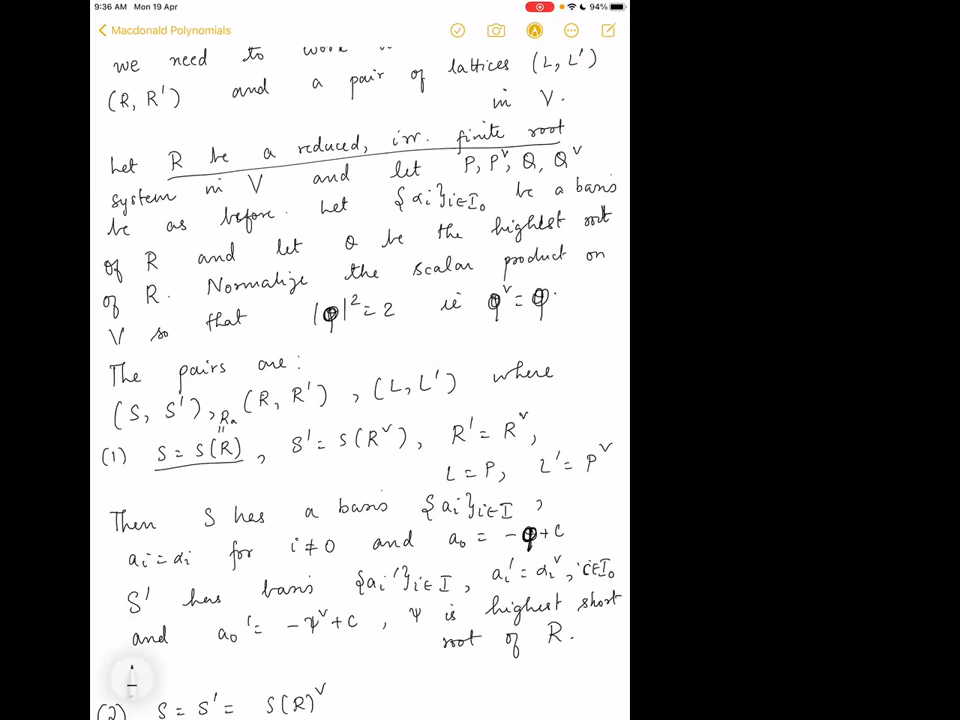 9:36 AM Mon 19 Apr
94%
Macdonald Polynomials
we need to work
(R, R') and a pair of lattices (L, L')
in V.
Let R be a reduced, irr. finite root
system in V and let P, P^v, Q, Q^v
be as before. Let {αi}i∈I₀ be a basis
of R and let θ be the highest root
of R. Normalize the scalar product on
V so that |φ|² = 2 ie φ^v = φ.
The pairs are:
(S, S'), (R, R'), (L, L') where
Ra
=
(1) S = S(R), S' = S(R^v), R' = R^v,
L = P, L' = P^v
Then S has a basis {ai}i∈I,
ai = αi for i ≠ 0 and a₀ = -φ + c
S' has basis {ai'}i∈I, ai' = αi^v, i∈I₀
and a₀' = -ψ^v + c, ψ is highest short
root of R.
(2) S = S' = S(R)^v